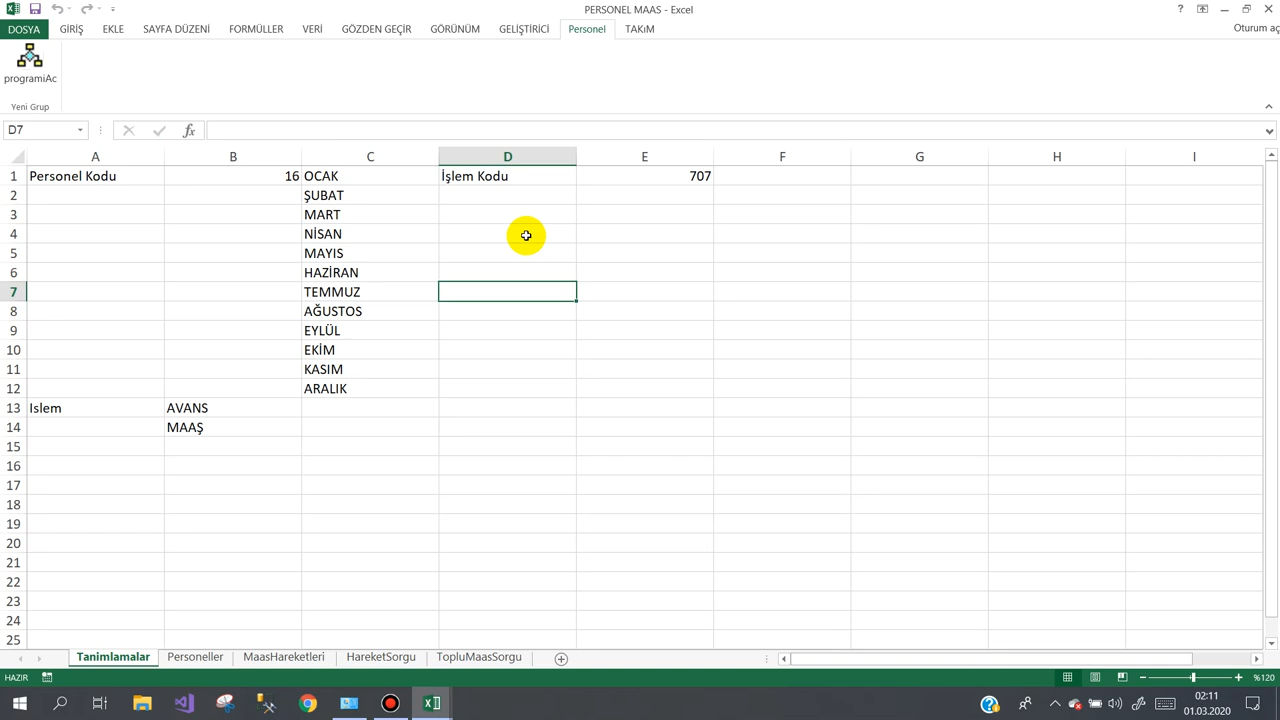 PERSONEL MAAS - Excel
DOSYA GİRİŞ EKLE SAYFA DÜZENİ FORMÜLLER VERİ GÖZDEN GEÇİR GÖRÜNÜM GELİŞTİRİCİ Personel TAKıM Oturum aç
programiAc
Yeni Grup
D7 fx
A B C D E F G H I
1 Personel Kodu 16 OCAK İşlem Kodu 707
2 ŞUBAT
3 MART
4 NİSAN
5 MAYIS
6 HAZİRAN
7 TEMMUZ
8 AĞUSTOS
9 EYLÜL
10 EKİM
11 KASIM
12 ARALIK
13 Islem AVANS
14 MAAŞ
15
16
17
18
19
20
21
22
23
24
25
Tanimlamalar Personeller MaasHareketleri HareketSorgu TopluMaasSorgu
HAZIR %120
02:11
01.03.2020